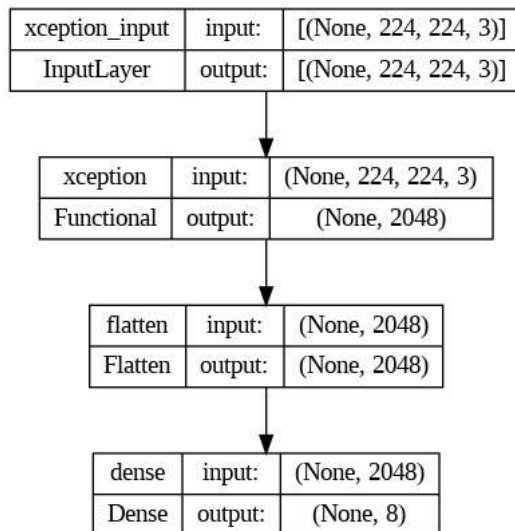 xception_input input: [(None, 224, 224, 3)]
InputLayer output: [(None, 224, 224, 3)]
xception input: (None, 224, 224, 3)
Functional output: (None, 2048)
flatten input: (None, 2048)
Flatten output: (None, 2048)
dense input: (None, 2048)
Dense output: (None, 8)